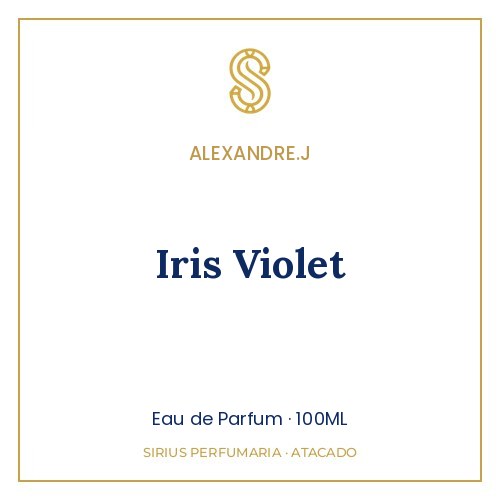 ALEXANDRE.J
Iris Violet
Eau de Parfum · 100ML
SIRIUS PERFUMARIA · ATACADO